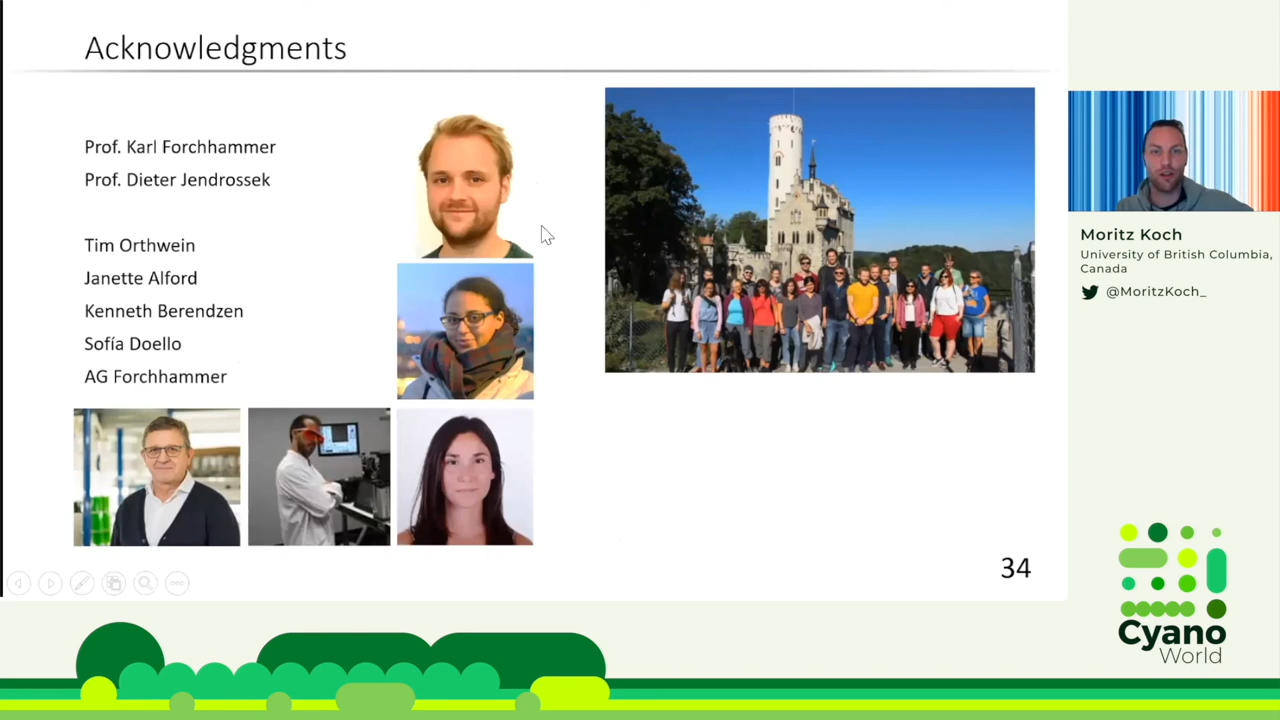 Acknowledgments
Prof. Karl Forchhammer
Prof. Dieter Jendrossek
Tim Orthwein
Janette Alford
Kenneth Berendzen
Sofía Doello
AG Forchhammer
34
Moritz Koch
University of British Columbia,
Canada
@MoritzKoch_
Cyano
World